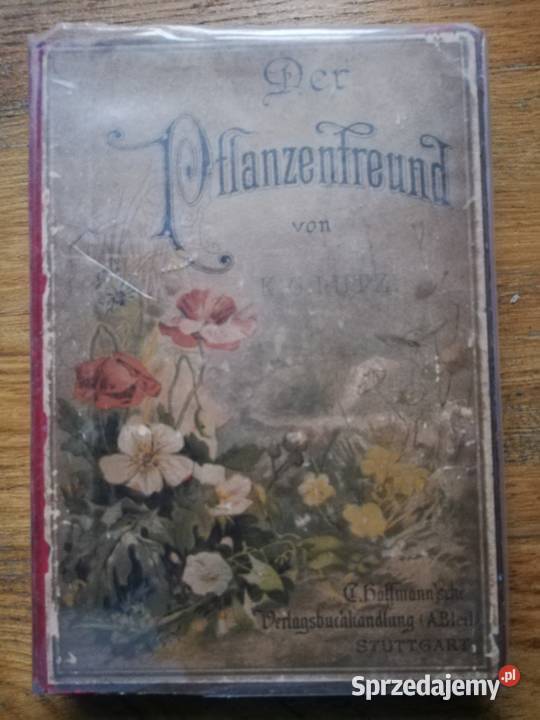 Der
Pflanzenfreund
von
K. G. LUTZ.
C. Hoffmann'sche
Verlagsbuchhandlung (A. Bleil)
STUTTGART
Sprzedajemy.pl